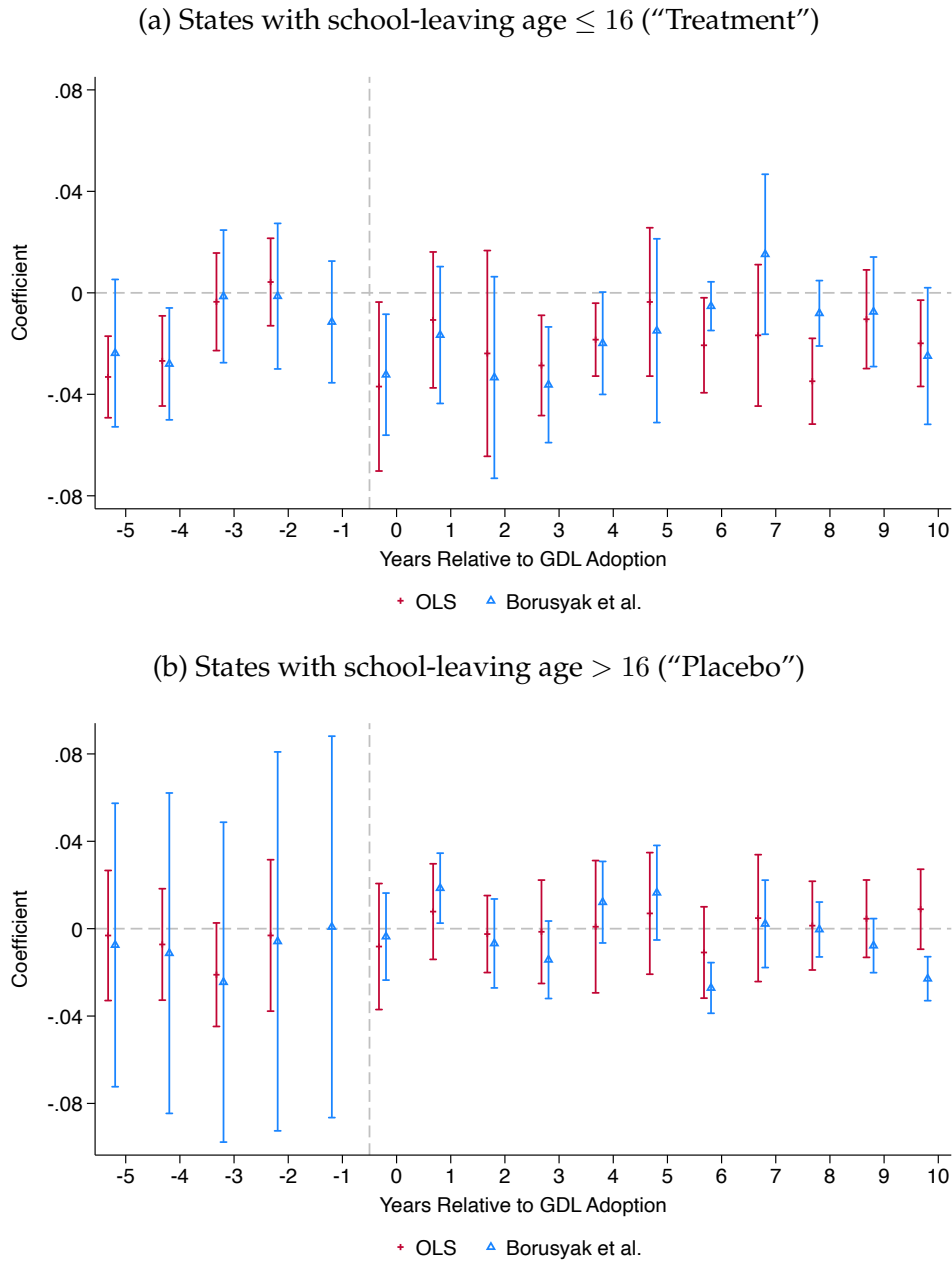 (a) States with school-leaving age ≤ 16 (“Treatment”)
.08
.04
0
-.04
-.08
Coefficient
-5 -4 -3 -2 -1 0 1 2 3 4 5 6 7 8 9 10
Years Relative to GDL Adoption
OLS Borusyak et al.
(b) States with school-leaving age > 16 (“Placebo”)
.08
.04
0
-.04
-.08
Coefficient
-5 -4 -3 -2 -1 0 1 2 3 4 5 6 7 8 9 10
Years Relative to GDL Adoption
OLS Borusyak et al.